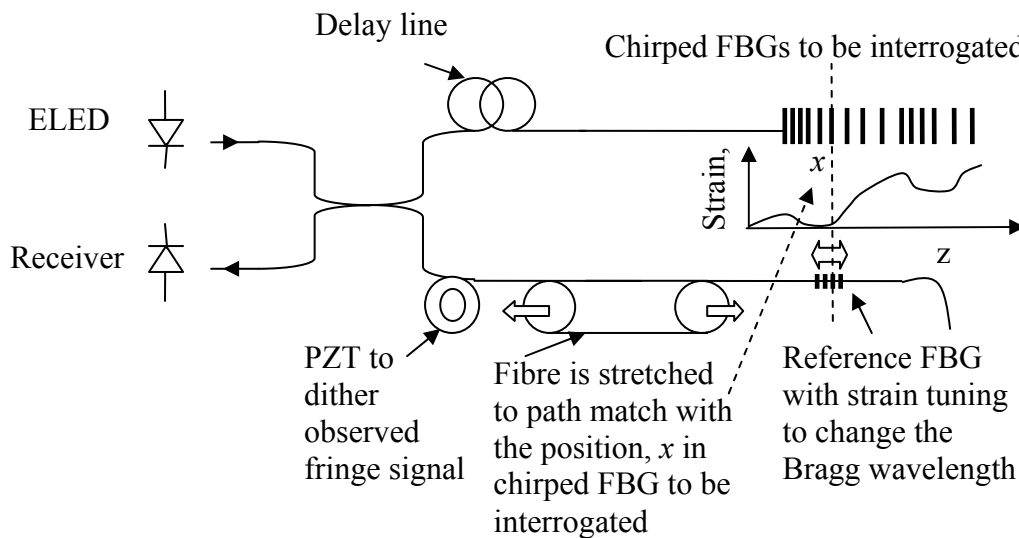 Delay line
Chirped FBGs to be interrogated
ELED
Strain,
x
Receiver
z
PZT to
dither
observed
fringe signal
Fibre is stretched
to path match with
the position, x in
chirped FBG to be
interrogated
Reference FBG
with strain tuning
to change the
Bragg wavelength